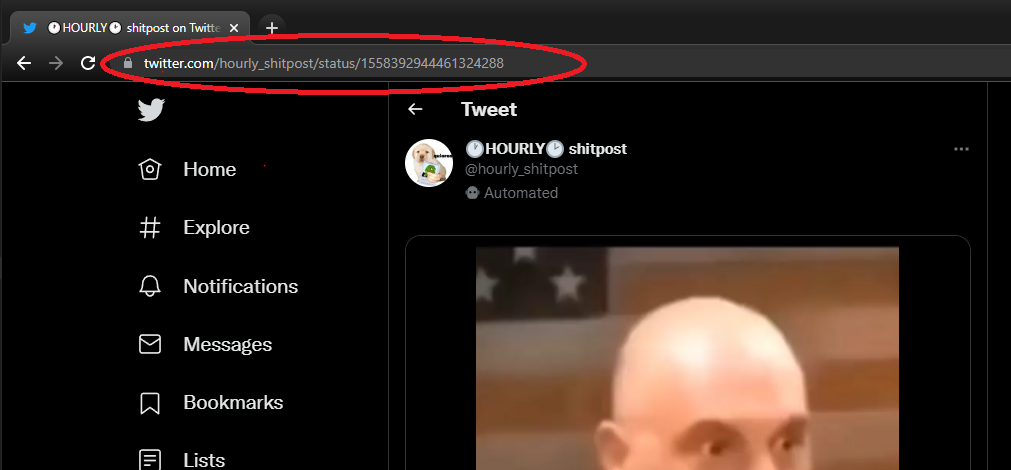 🕐HOURLY🕑 shitpost on Twitte
twitter.com/hourly_shitpost/status/1558392944461324288
Tweet
🕐HOURLY🕑 shitpost
@hourly_shitpost
Automated
Home
Explore
Notifications
Messages
Bookmarks
Lists